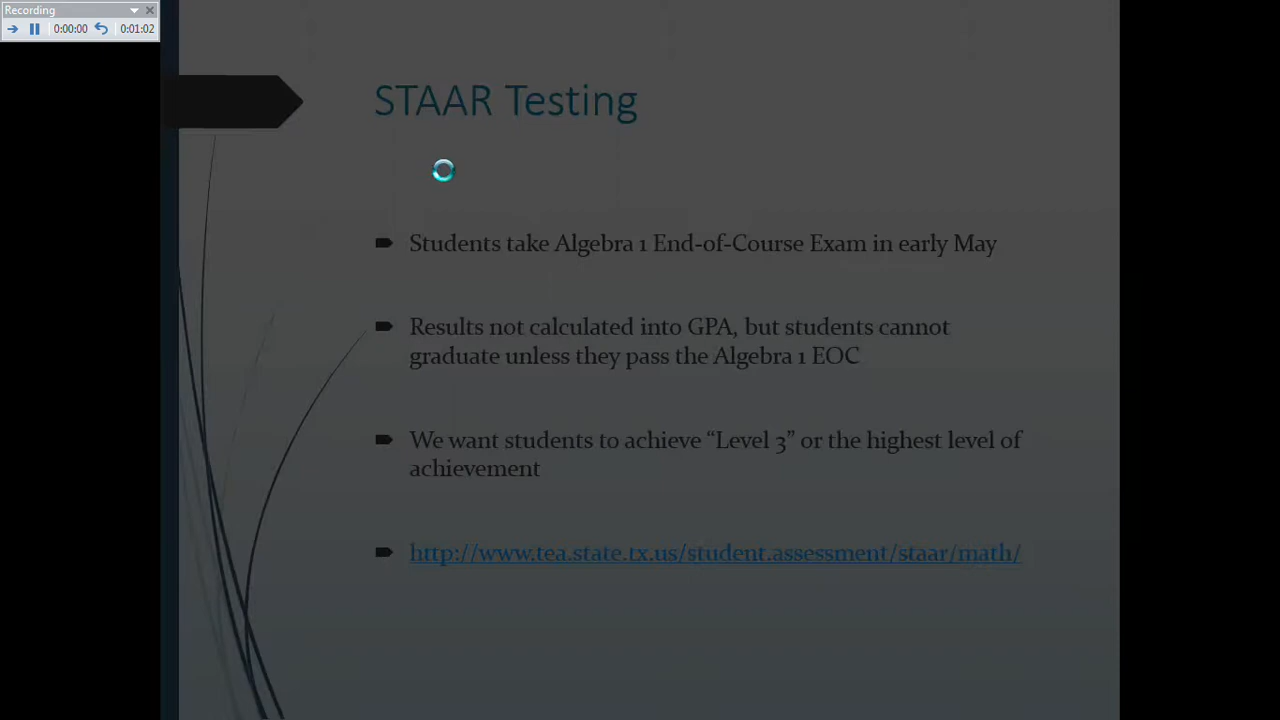 Recording
0:00:00 0:01:02
STAAR Testing
Students take Algebra 1 End-of-Course Exam in early May
Results not calculated into GPA, but students cannot
graduate unless they pass the Algebra 1 EOC
We want students to achieve “Level 3” or the highest level of
achievement
http://www.tea.state.tx.us/student.assessment/staar/math/